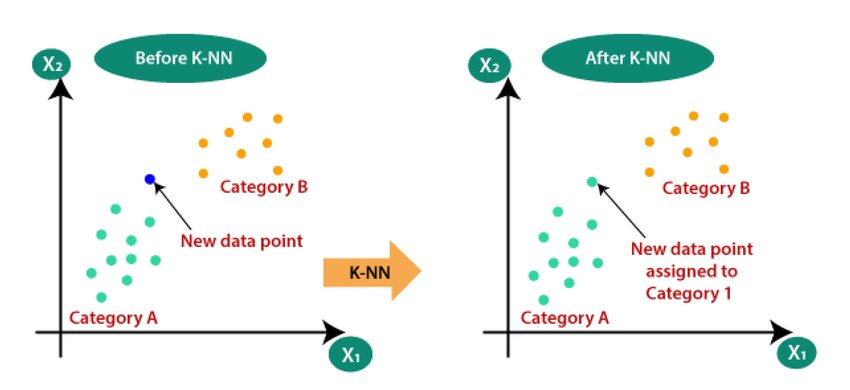 X₂
Before K-NN
Category B
New data point
Category A
X₁
K-NN
X₂
After K-NN
Category B
New data point
assigned to
Category 1
Category A
X₁